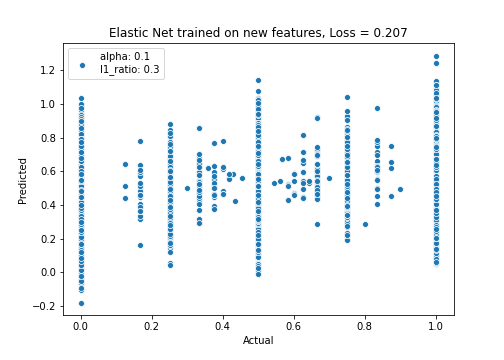 Elastic Net trained on new features, Loss = 0.207
alpha: 0.1
l1_ratio: 0.3
1.2
1.0
0.8
0.6
0.4
0.2
0.0
−0.2
Predicted
0.0 0.2 0.4 0.6 0.8 1.0
Actual